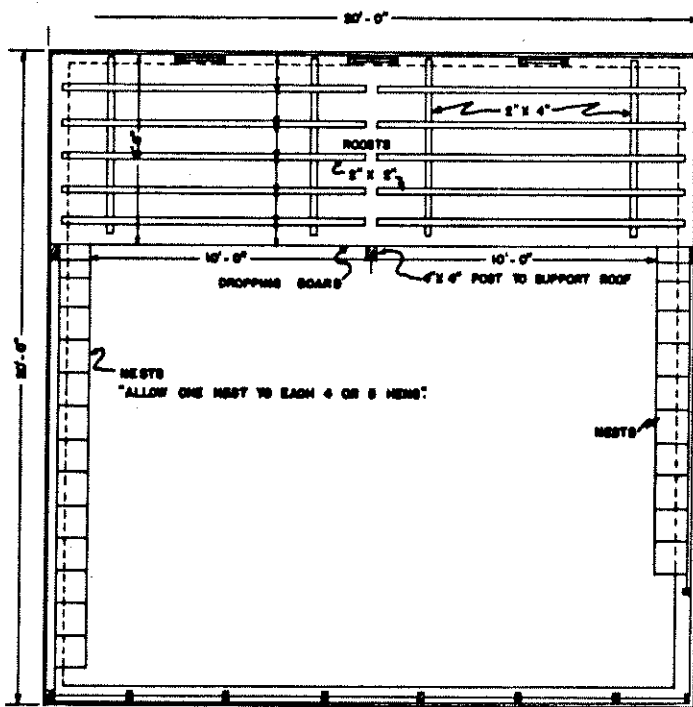 20'-0"
2" X 4"
ROOSTS
2" X 2"
10'-0"
10'-0"
DROPPING BOARD
4" X 4" POST TO SUPPORT ROOF
20'-0"
NESTS
"ALLOW ONE NEST TO EACH 4 OR 5 HENS".
NESTS